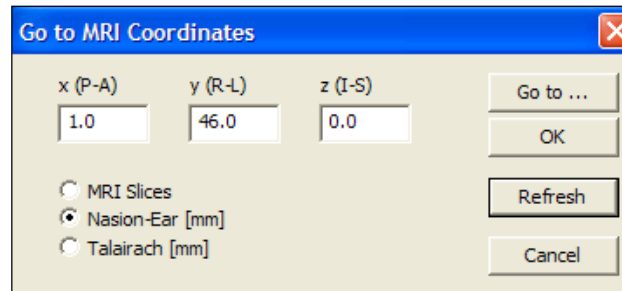 Go to MRI Coordinates
x (P-A) y (R-L) z (I-S)
1.0 46.0 0.0
Go to ...
OK
MRI Slices
Nasion-Ear [mm]
Talairach [mm]
Refresh
Cancel